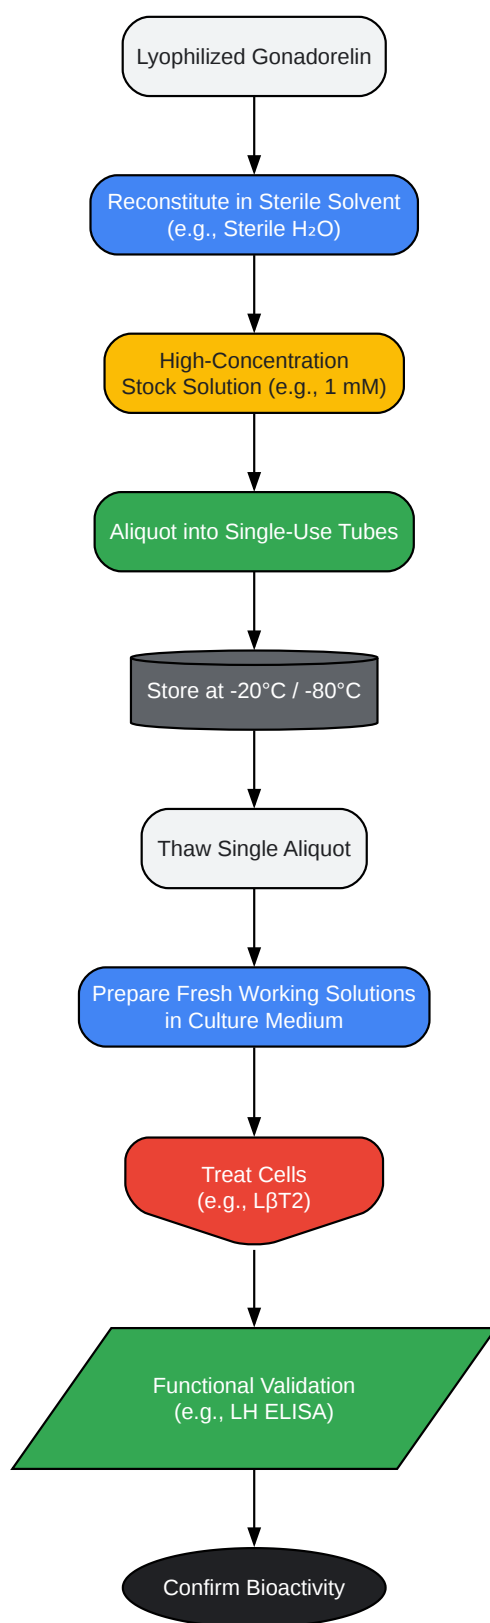 Lyophilized Gonadorelin
Reconstitute in Sterile Solvent
(e.g., Sterile H₂O)
High-Concentration
Stock Solution (e.g., 1 mM)
Aliquot into Single-Use Tubes
Store at -20°C / -80°C
Thaw Single Aliquot
Prepare Fresh Working Solutions
in Culture Medium
Treat Cells
(e.g., LβT2)
Functional Validation
(e.g., LH ELISA)
Confirm Bioactivity